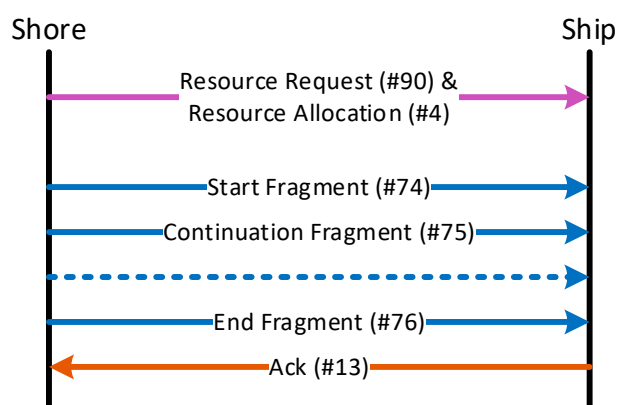 Shore
Ship
Resource Request (#90) &
Resource Allocation (#4)
Start Fragment (#74)
Continuation Fragment (#75)
End Fragment (#76)
Ack (#13)